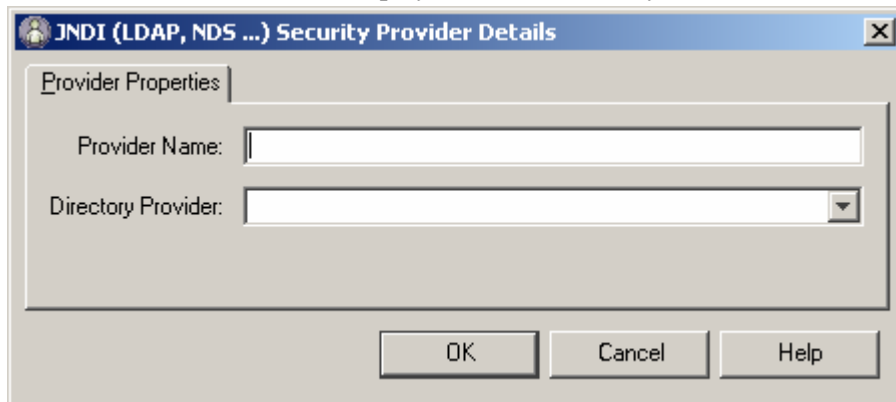 JNDI (LDAP, NDS ...) Security Provider Details
Provider Properties
Provider Name:
Directory Provider:
OK Cancel Help